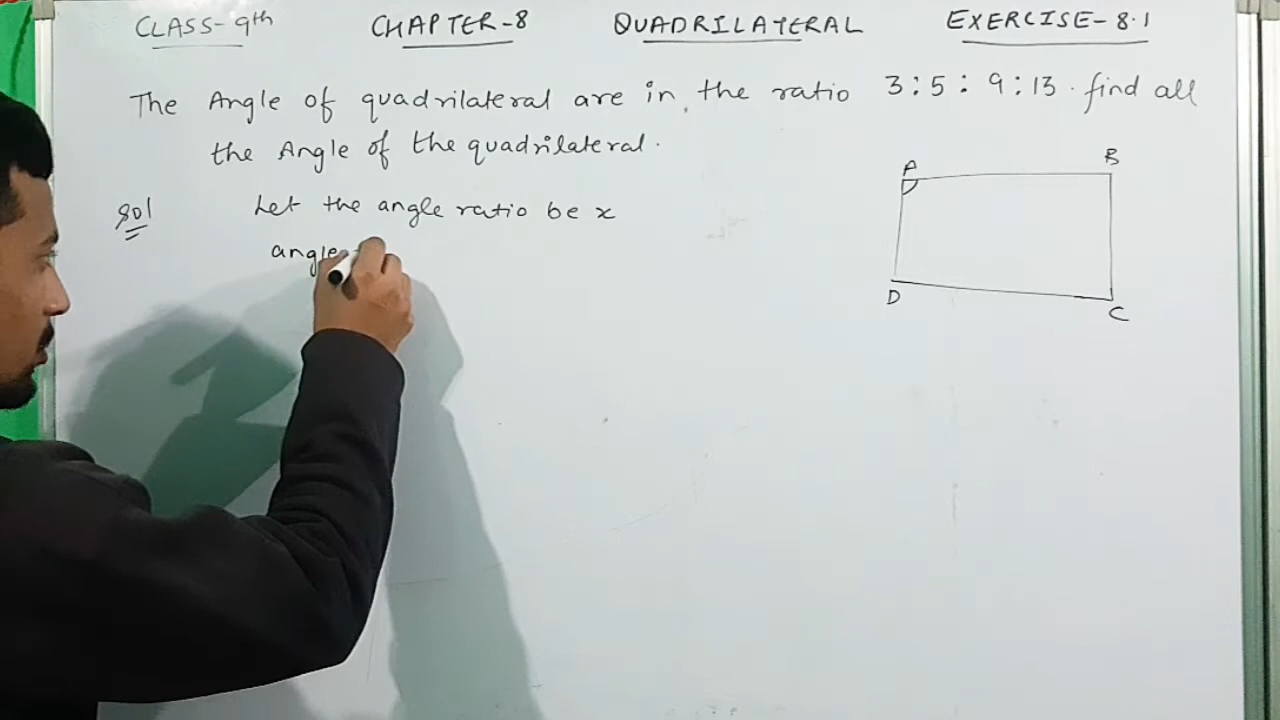 CLASS-9th CHAPTER-8 QUADRILATERAL EXERCISE-8.1
The Angle of quadrilateral are in the ratio 3:5:9:13. find all
the Angle of the quadrilateral.
Sol Let the angle ratio be x
angle
A B
D C